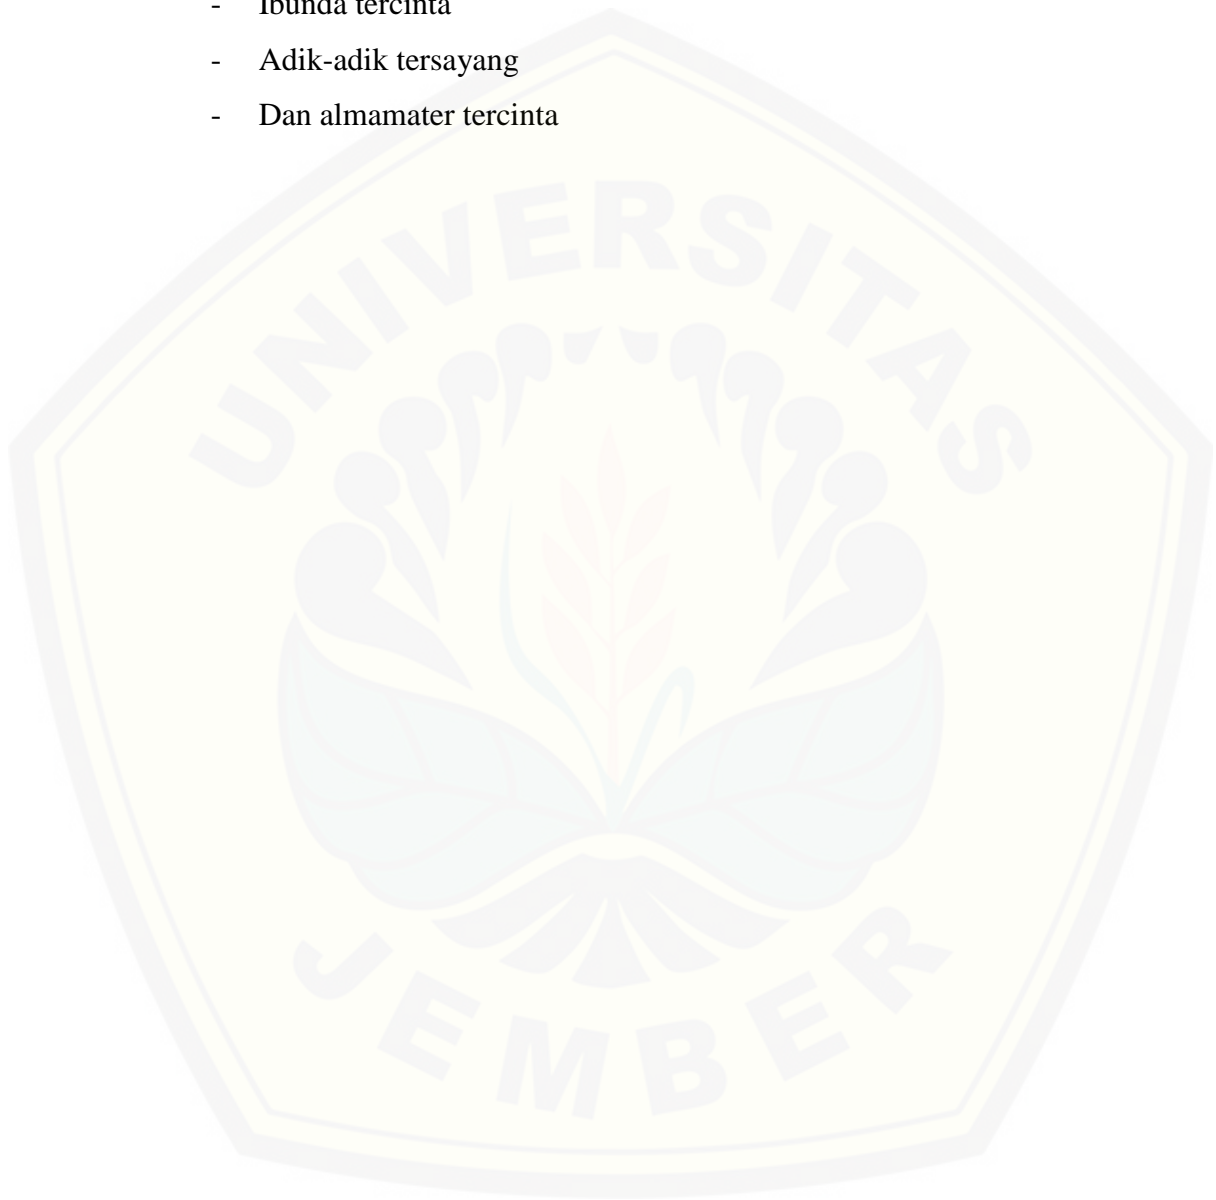 - Ibunda tercinta
- Adik-adik tersayang
- Dan almamater tercinta
UNIVERSITAS
JEMBER